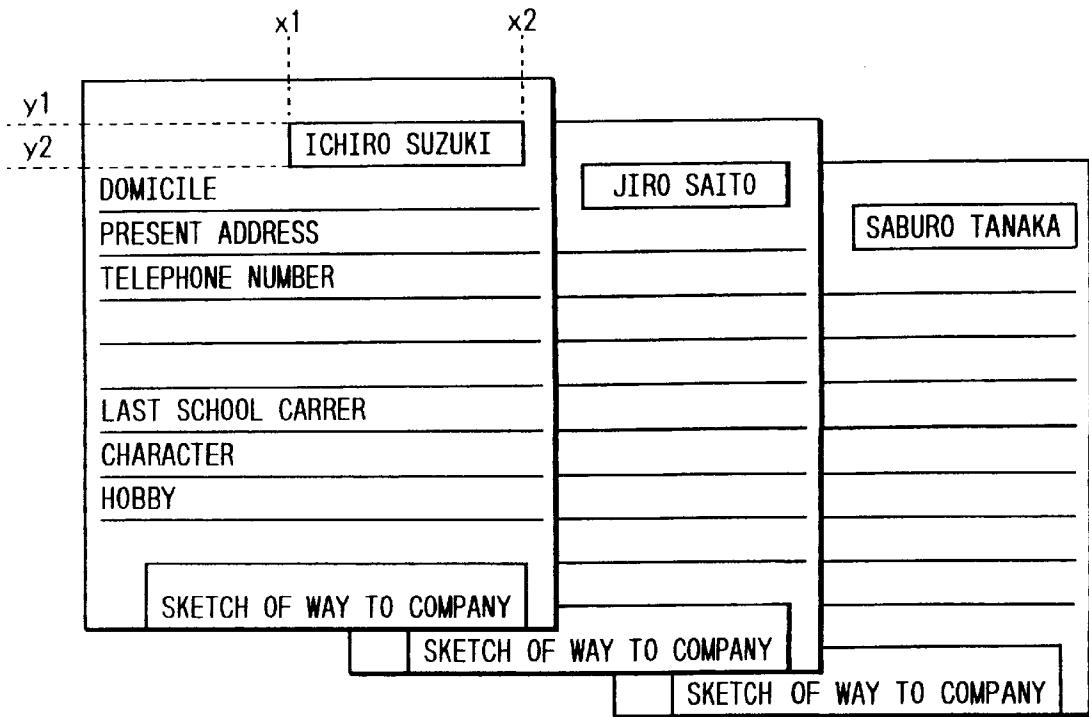 x1 x2
y1
y2
ICHIRO SUZUKI
DOMICILE
PRESENT ADDRESS
TELEPHONE NUMBER
LAST SCHOOL CARRER
CHARACTER
HOBBY
SKETCH OF WAY TO COMPANY
JIRO SAITO
SKETCH OF WAY TO COMPANY
SABURO TANAKA
SKETCH OF WAY TO COMPANY